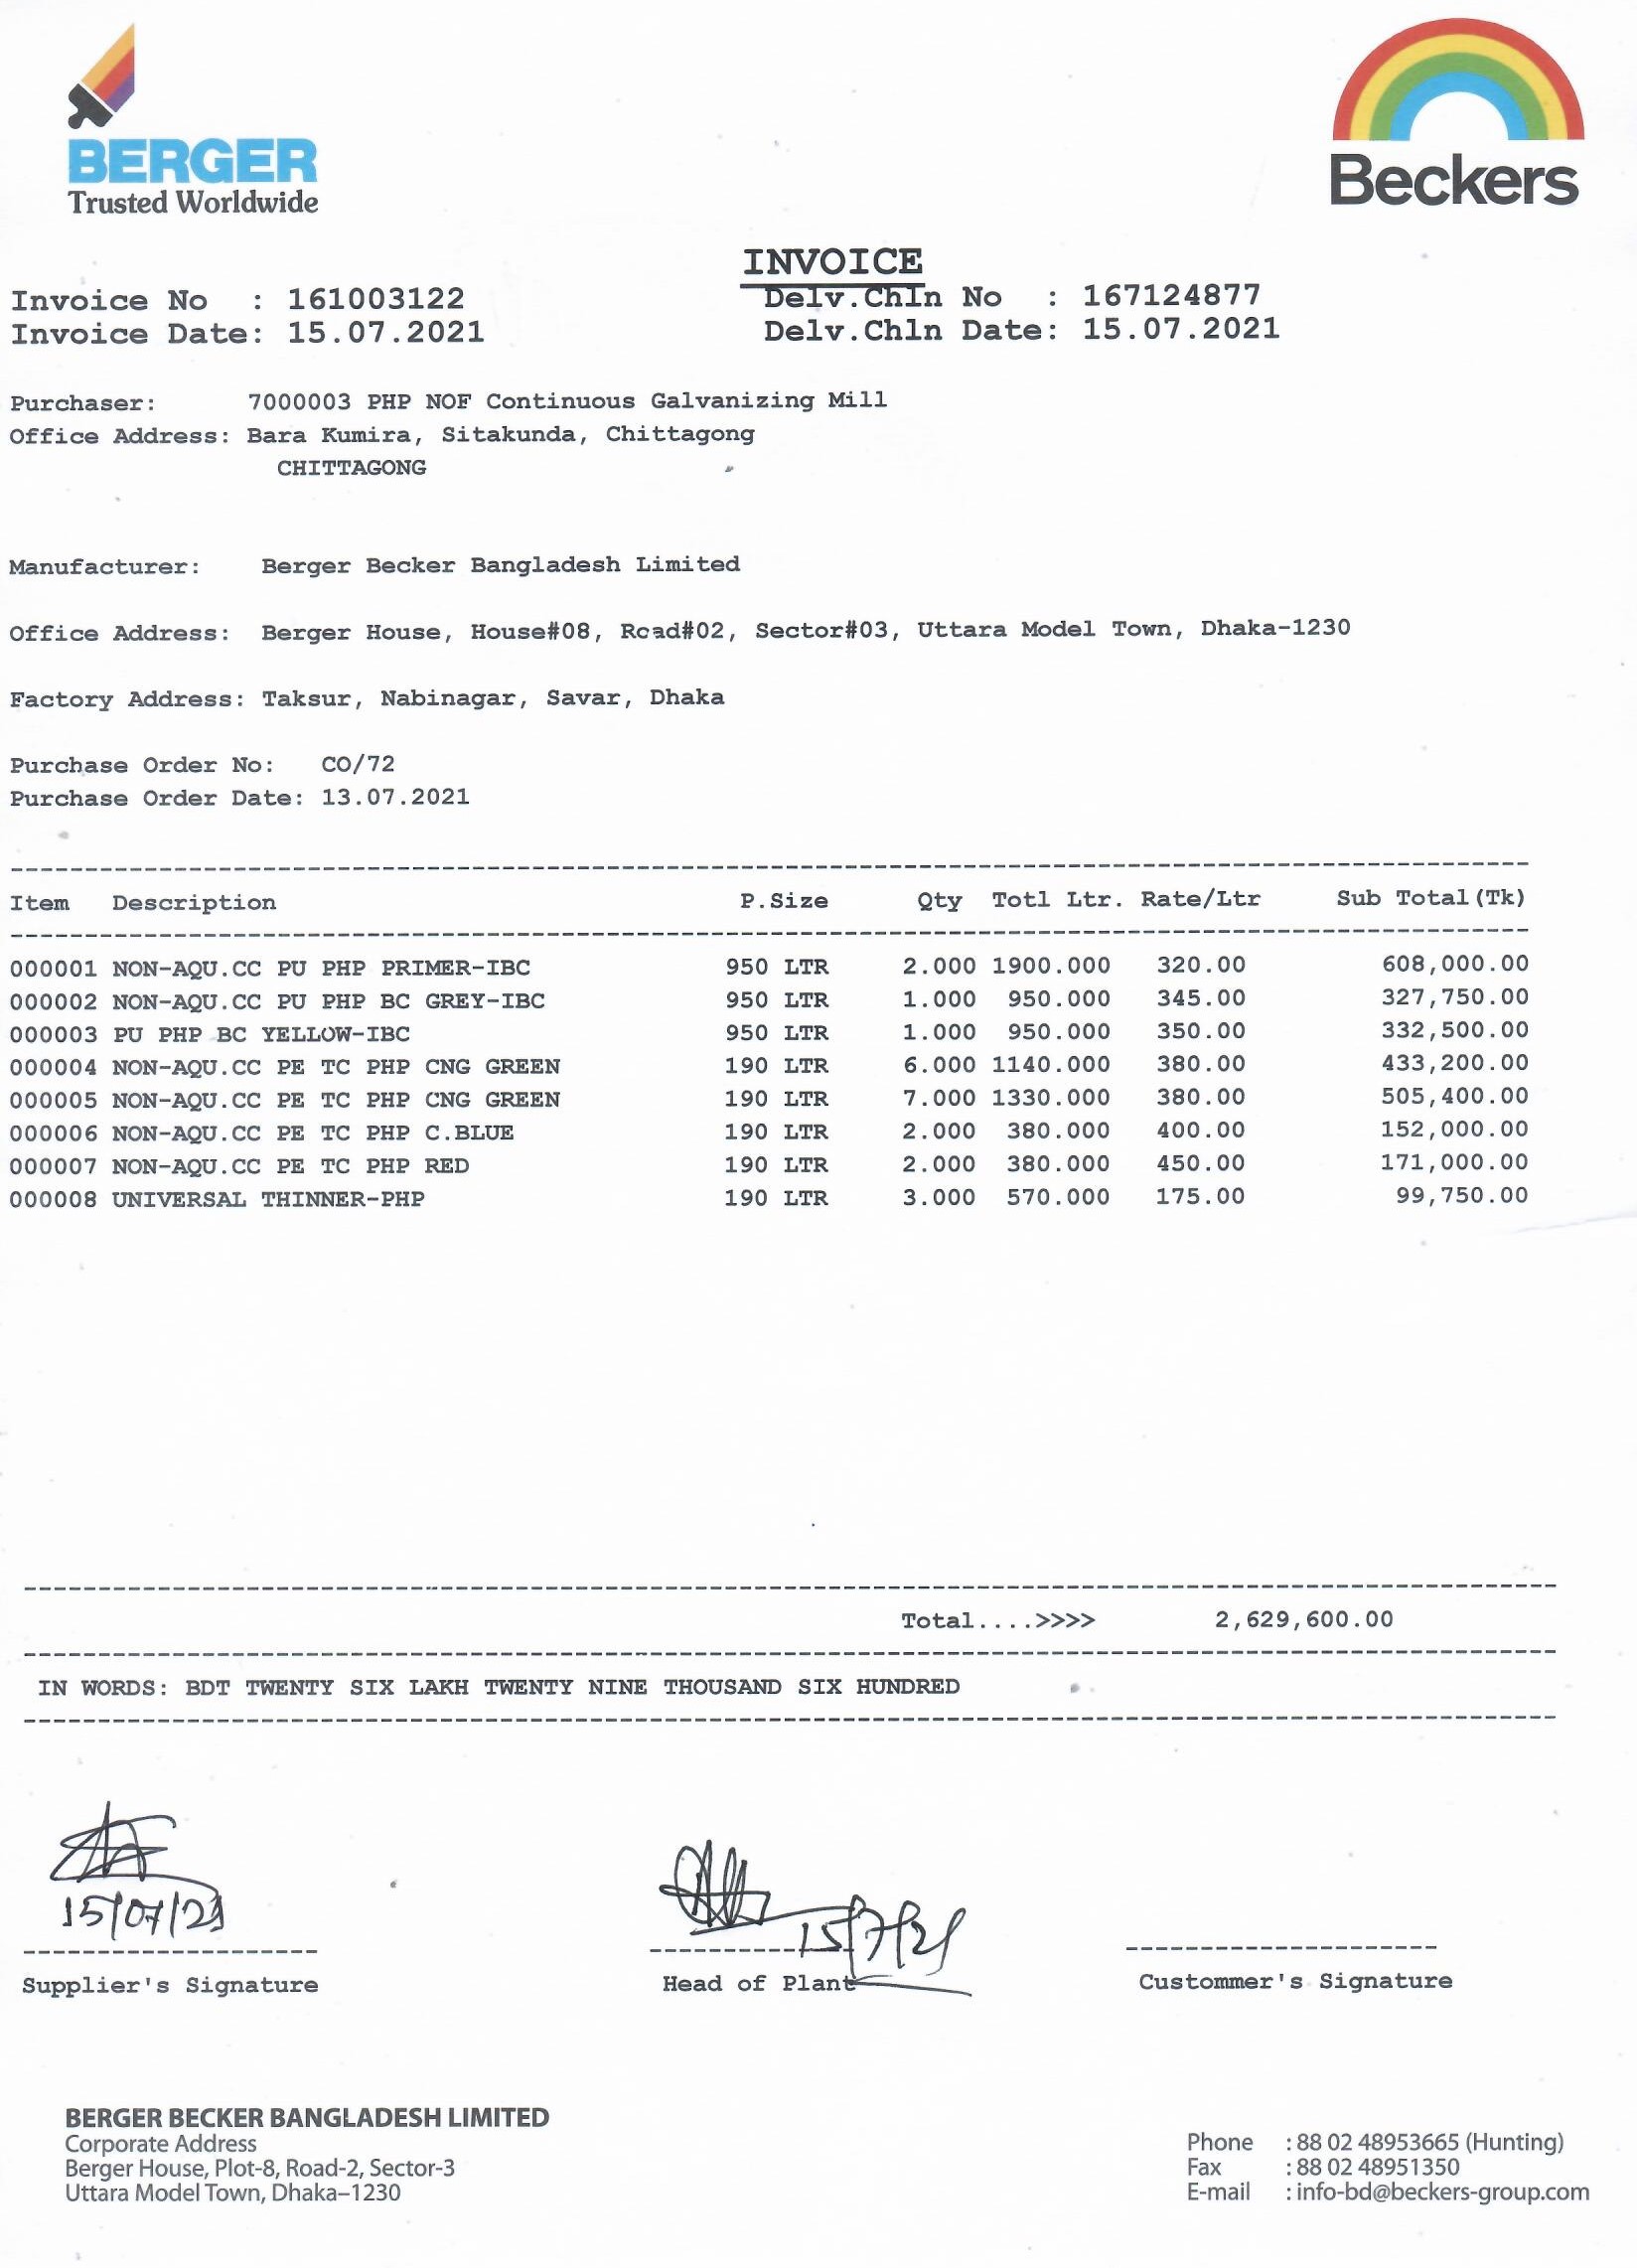 BERGER
Trusted Worldwide
Beckers
INVOICE
Invoice No : 161003122 Delv.Chln No : 167124877
Invoice Date: 15.07.2021 Delv.Chln Date: 15.07.2021
Purchaser: 7000003 PHP NOF Continuous Galvanizing Mill
Office Address: Bara Kumira, Sitakunda, Chittagong
CHITTAGONG
Manufacturer: Berger Becker Bangladesh Limited
Office Address: Berger House, House#08, Road#02, Sector#03, Uttara Model Town, Dhaka-1230
Factory Address: Taksur, Nabinagar, Savar, Dhaka
Purchase Order No: CO/72
Purchase Order Date: 13.07.2021
Item Description P.Size Qty Totl Ltr. Rate/Ltr Sub Total(Tk)
000001 NON-AQU.CC PU PHP PRIMER-IBC 950 LTR 2.000 1900.000 320.00 608,000.00
000002 NON-AQU.CC PU PHP BC GREY-IBC 950 LTR 1.000 950.000 345.00 327,750.00
000003 PU PHP BC YELLOW-IBC 950 LTR 1.000 950.000 350.00 332,500.00
000004 NON-AQU.CC PE TC PHP CNG GREEN 190 LTR 6.000 1140.000 380.00 433,200.00
000005 NON-AQU.CC PE TC PHP CNG GREEN 190 LTR 7.000 1330.000 380.00 505,400.00
000006 NON-AQU.CC PE TC PHP C.BLUE 190 LTR 2.000 380.000 400.00 152,000.00
000007 NON-AQU.CC PE TC PHP RED 190 LTR 2.000 380.000 450.00 171,000.00
000008 UNIVERSAL THINNER-PHP 190 LTR 3.000 570.000 175.00 99,750.00
Total....>>>> 2,629,600.00
IN WORDS: BDT TWENTY SIX LAKH TWENTY NINE THOUSAND SIX HUNDRED
15/07/21 15/7/21
Supplier's Signature Head of Plant Custommer's Signature
BERGER BECKER BANGLADESH LIMITED
Corporate Address
Berger House, Plot-8, Road-2, Sector-3
Uttara Model Town, Dhaka–1230
Phone : 88 02 48953665 (Hunting)
Fax : 88 02 48951350
E-mail : info-bd@beckers-group.com